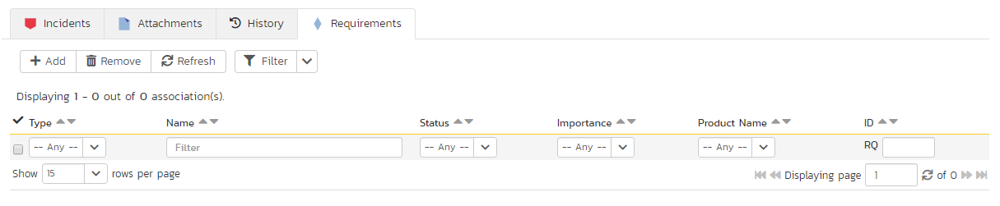 Incidents Attachments History Requirements
Add Remove Refresh Filter
Displaying 1 - 0 out of 0 association(s).
Type Name Status Importance Product Name ID
-- Any -- Filter -- Any -- -- Any -- -- Any -- RQ
Show 15 rows per page Displaying page 1 of 0